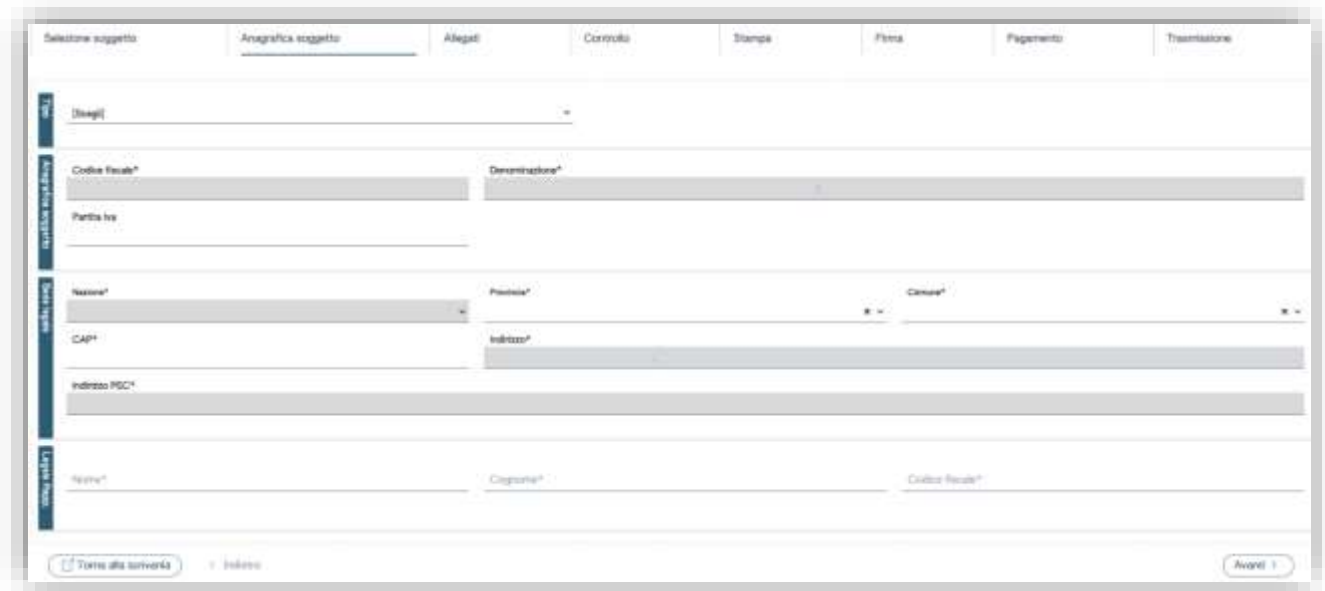 Selezione soggetto Anagrafica soggetto Allegati Controllo Stampa Firma Pagamento Trasmissione
Tipo
[Scegli]
Anagrafica soggetto
Codice fiscale* Denominazione*
Partita Iva
Sede legale
Nazione* Provincia* Comune*
CAP* Indirizzo*
Indirizzo PEC*
Legale Rappr.
Nome* Cognome* Codice fiscale*
Torna alla scrivania Indietro Avanti